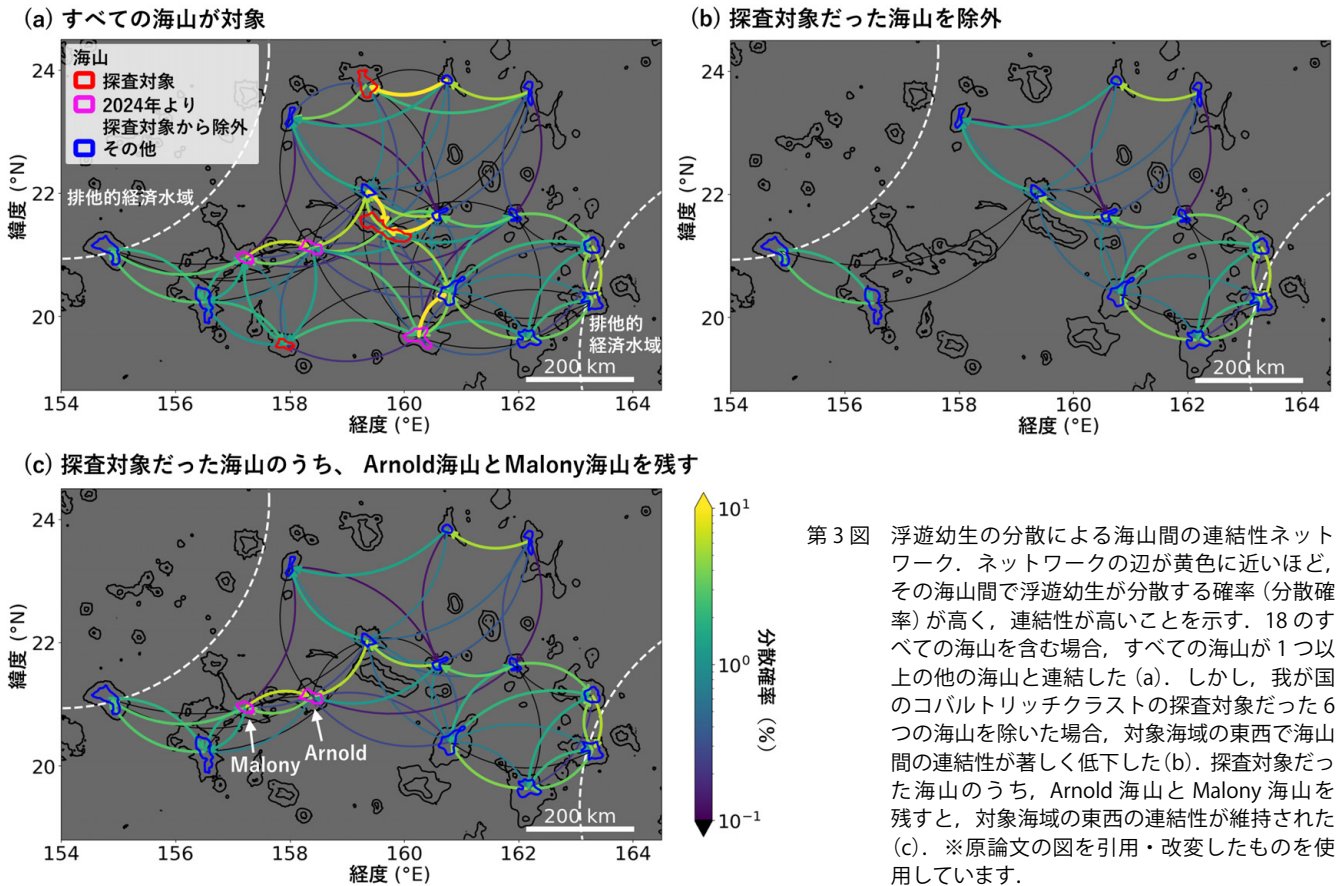 (a) すべての海山が対象
海山
探査対象
2024年より
探査対象から除外
その他
排他的経済水域
排他的
経済水域
200 km
緯度 (°N)
24
22
20
154 156 158 160 162 164
経度 (°E)
(b) 探査対象だった海山を除外
緯度 (°N)
24
22
20
200 km
154 156 158 160 162 164
経度 (°E)
(c) 探査対象だった海山のうち、 Arnold海山とMalony海山を残す
緯度 (°N)
24
22
20
Malony
Arnold
200 km
154 156 158 160 162 164
経度 (°E)
10¹
10⁰
10⁻¹
分散確率 (%)
第3図 浮遊幼生の分散による海山間の連結性ネット
ワーク．ネットワークの辺が黄色に近いほど，
その海山間で浮遊幼生が分散する確率（分散確
率）が高く，連結性が高いことを示す．18 のす
べての海山を含む場合，すべての海山が 1 つ以
上の他の海山と連結した (a)．しかし，我が国
のコバルトリッチクラストの探査対象だった 6
つの海山を除いた場合，対象海域の東西で海山
間の連結性が著しく低下した(b)．探査対象だっ
た海山のうち，Arnold 海山と Malony 海山を
残すと，対象海域の東西の連結性が維持された
(c)．※原論文の図を引用・改変したものを使
用しています．